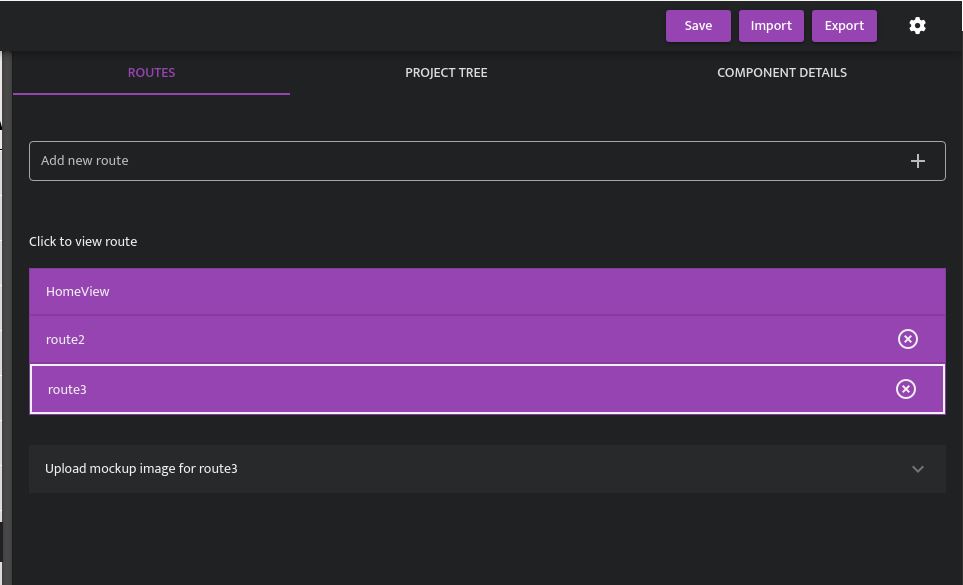 Save Import Export
ROUTES PROJECT TREE COMPONENT DETAILS
Add new route
Click to view route
HomeView
route2
route3
Upload mockup image for route3